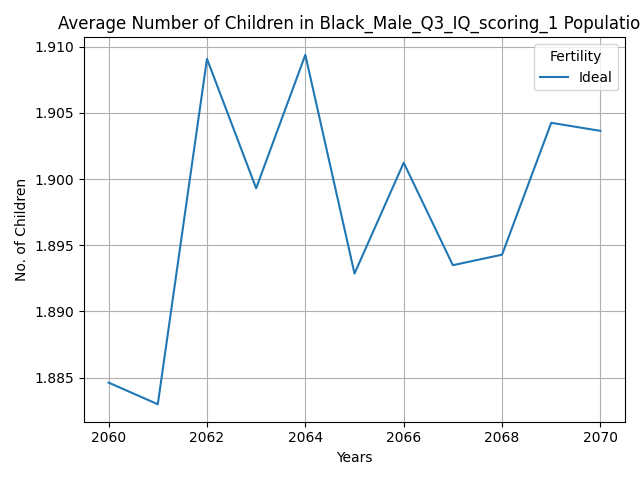 Average Number of Children in Black_Male_Q3_IQ_scoring_1 Populatio
1.910
1.905
1.900
1.895
1.890
1.885
No. of Children
Fertility
Ideal
2060 2062 2064 2066 2068 2070
Years